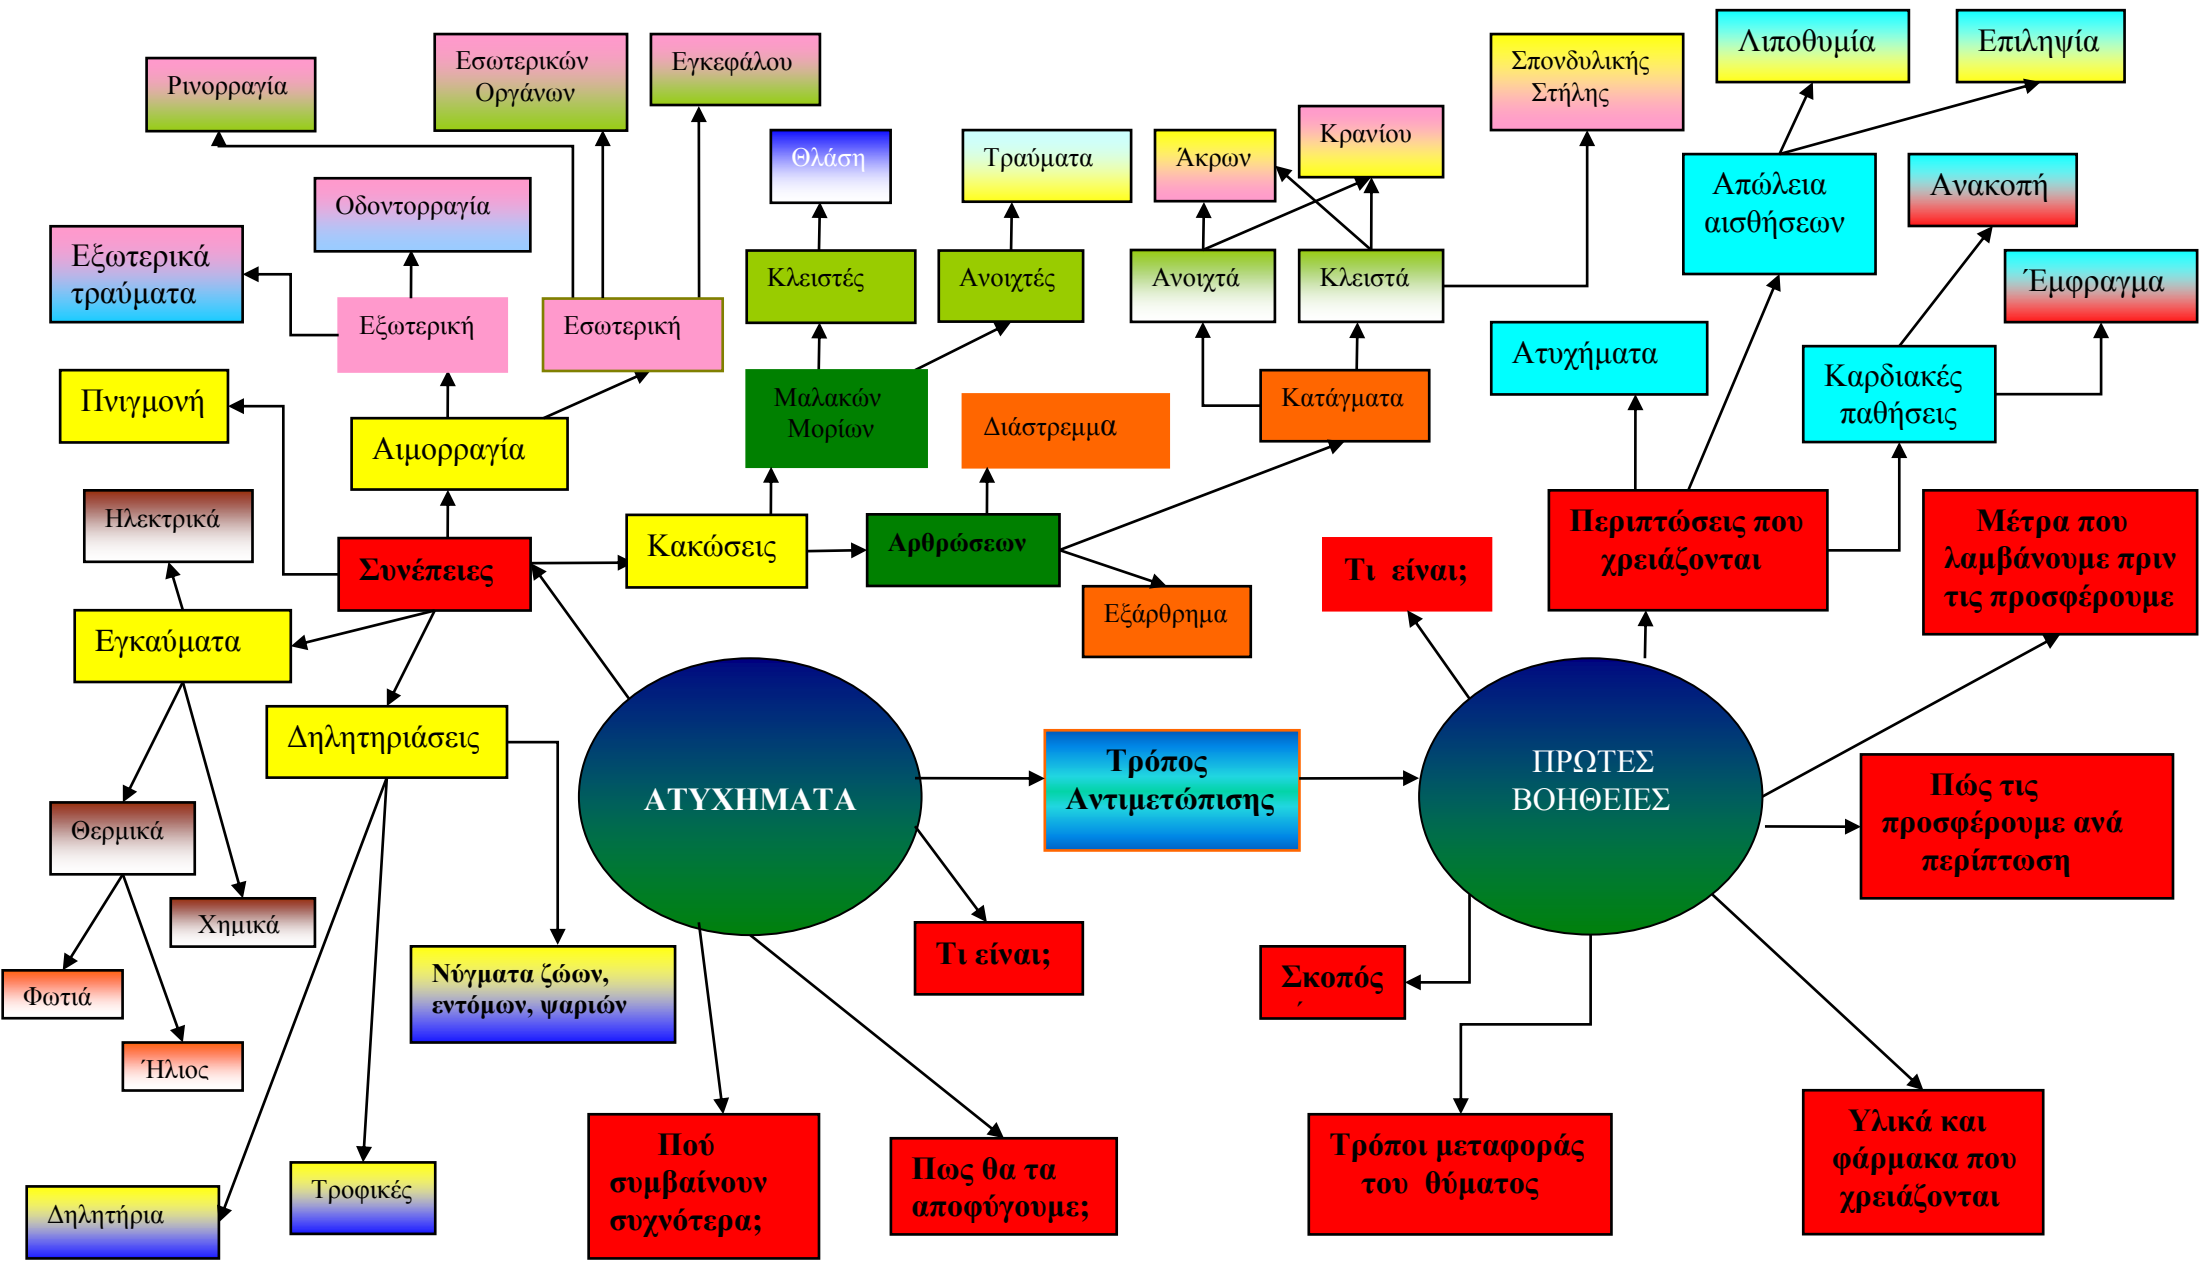 Λιποθυμία
Επιληψία
Ρινορραγία
Εσωτερικών
Οργάνων
Εγκεφάλου
Σπονδυλικής
Στήλης
Θλάση
Τραύματα
Άκρων
Κρανίου
Απώλεια
αισθήσεων
Ανακοπή
Οδοντορραγία
Εξωτερικά
τραύματα
Κλειστές
Ανοιχτές
Ανοιχτά
Κλειστά
Έμφραγμα
Εξωτερική
Εσωτερική
Ατυχήματα
Πνιγμονή
Αιμορραγία
Μαλακών
Μορίων
Διάστρεμμα
Κατάγματα
Καρδιακές
παθήσεις
Ηλεκτρικά
Συνέπειες
Κακώσεις
Αρθρώσεων
Τι είναι;
Περιπτώσεις που
χρειάζονται
Μέτρα που
λαμβάνουμε πριν
τις προσφέρουμε
Εγκαύματα
Εξάρθρημα
Δηλητηριάσεις
ΑΤΥΧΗΜΑΤΑ
Τρόπος
Αντιμετώπισης
ΠΡΩΤΕΣ
ΒΟΗΘΕΙΕΣ
Πώς τις
προσφέρουμε ανά
περίπτωση
Θερμικά
Χημικά
Φωτιά
Ήλιος
Νύγματα ζώων,
εντόμων, ψαριών
Τι είναι;
Σκοπός
Δηλητήρια
Τροφικές
Πού
συμβαίνουν
συχνότερα;
Πως θα τα
αποφύγουμε;
Τρόποι μεταφοράς
του θύματος
Υλικά και
φάρμακα που
χρειάζονται